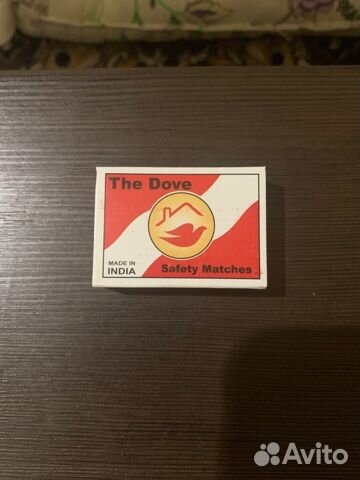 The Dove
MADE IN
INDIA
Safety Matches
Avito